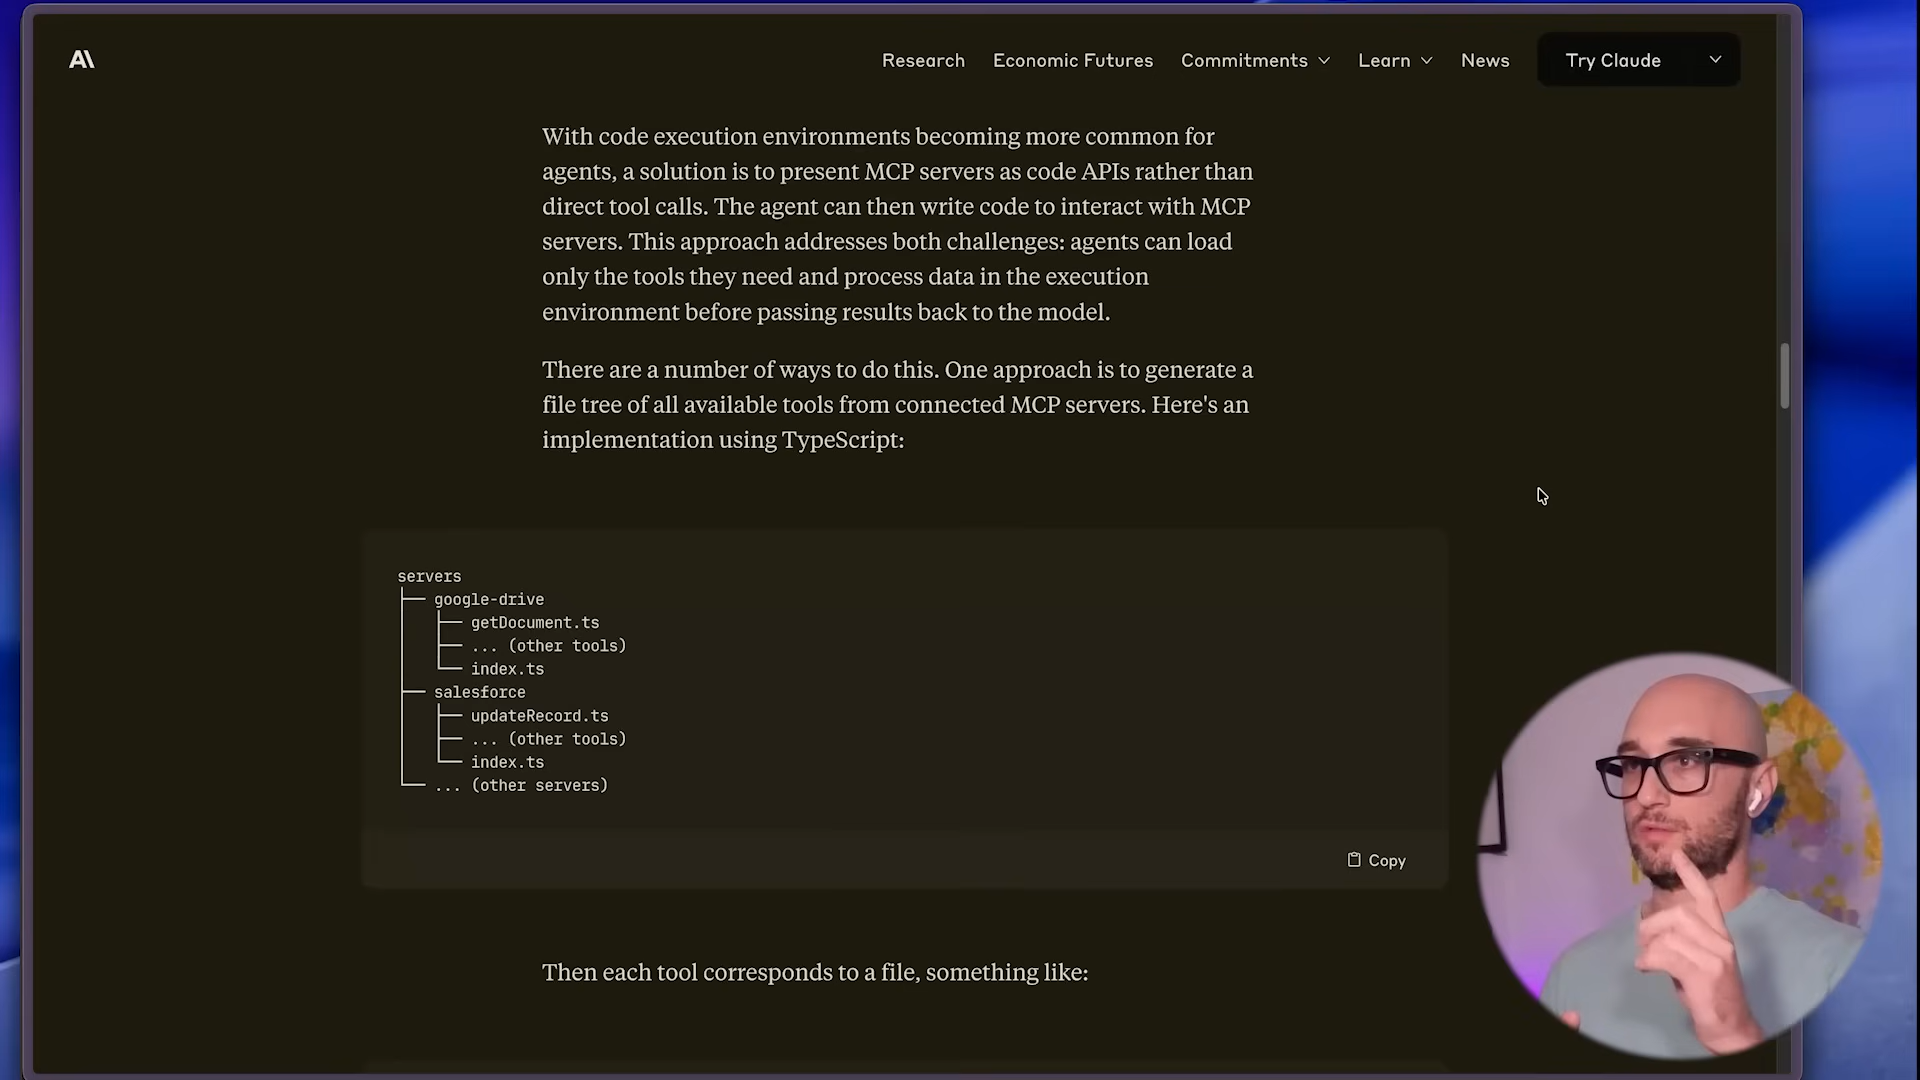 Research Economic Futures Commitments Learn News Try Claude
With code execution environments becoming more common for
agents, a solution is to present MCP servers as code APIs rather than
direct tool calls. The agent can then write code to interact with MCP
servers. This approach addresses both challenges: agents can load
only the tools they need and process data in the execution
environment before passing results back to the model.
There are a number of ways to do this. One approach is to generate a
file tree of all available tools from connected MCP servers. Here's an
implementation using TypeScript:
servers
├── google-drive
│   ├── getDocument.ts
│   ├── ... (other tools)
│   └── index.ts
├── salesforce
│   ├── updateRecord.ts
│   ├── ... (other tools)
│   └── index.ts
└── ... (other servers)
Copy
Then each tool corresponds to a file, something like: